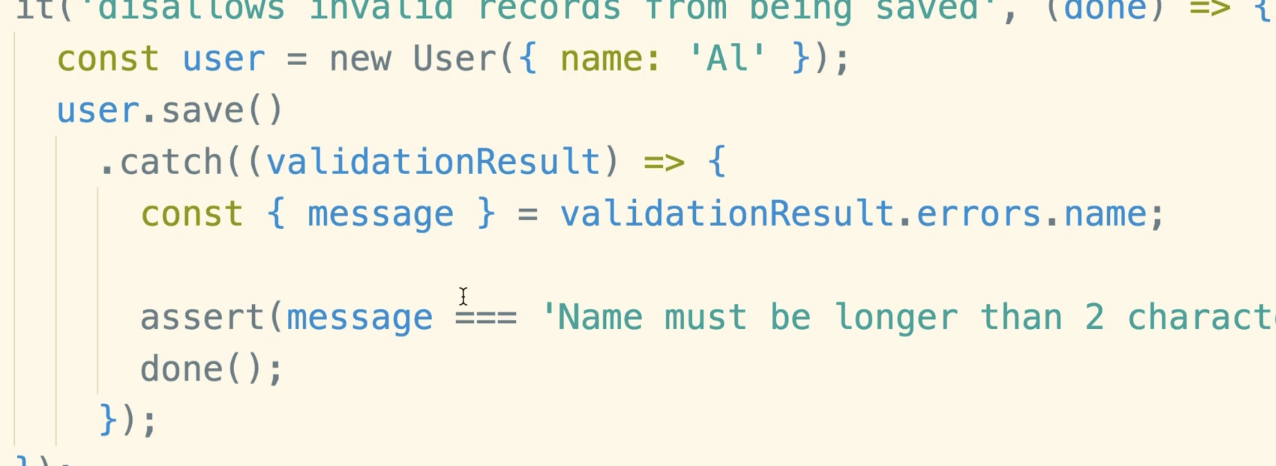 it('disallows invalid records from being saved', (done) => {
const user = new User({ name: 'Al' });
user.save()
.catch((validationResult) => {
const { message } = validationResult.errors.name;
assert(message === 'Name must be longer than 2 characte
done();
});
});